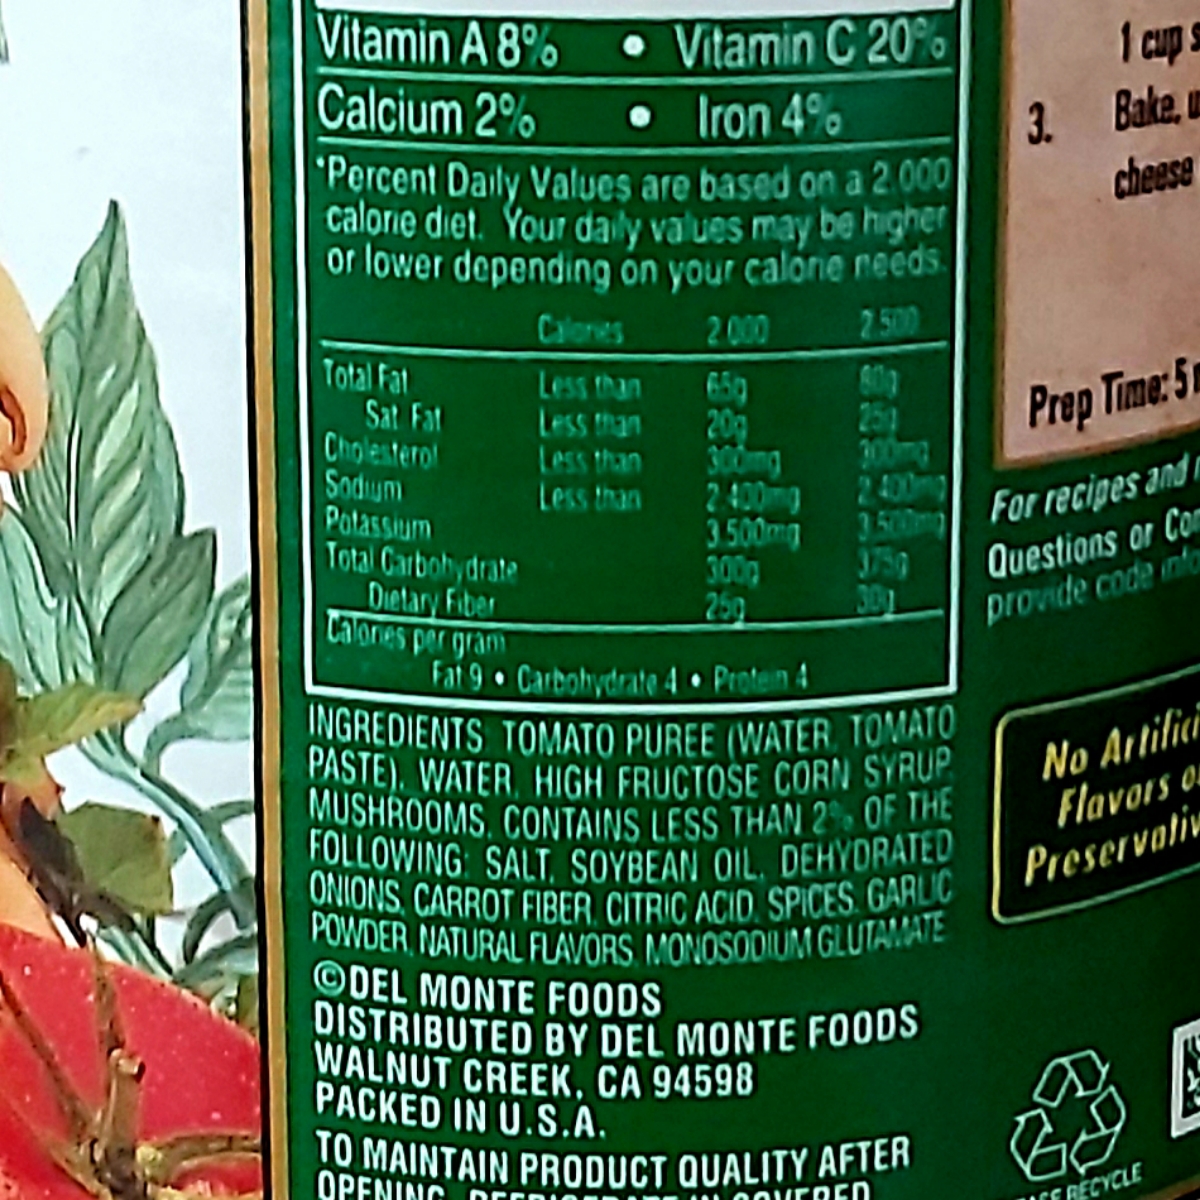 Vitamin A 8% • Vitamin C 20%
Calcium 2% • Iron 4%
*Percent Daily Values are based on a 2,000
calorie diet. Your daily values may be higher
or lower depending on your calorie needs.
Calories 2,000 2,500
Total Fat Less than 65g 80g
Sat Fat Less than 20g 25g
Cholesterol Less than 300mg 300mg
Sodium Less than 2,400mg 2,400mg
Potassium 3,500mg 3,500mg
Total Carbohydrate 300g 375g
Dietary Fiber 25g 30g
Calories per gram
Fat 9 • Carbohydrate 4 • Protein 4
INGREDIENTS: TOMATO PUREE (WATER, TOMATO
PASTE), WATER, HIGH FRUCTOSE CORN SYRUP,
MUSHROOMS, CONTAINS LESS THAN 2% OF THE
FOLLOWING: SALT, SOYBEAN OIL, DEHYDRATED
ONIONS, CARROT FIBER, CITRIC ACID, SPICES, GARLIC
POWDER, NATURAL FLAVORS, MONOSODIUM GLUTAMATE
©DEL MONTE FOODS
DISTRIBUTED BY DEL MONTE FOODS
WALNUT CREEK, CA 94598
PACKED IN U.S.A.
TO MAINTAIN PRODUCT QUALITY AFTER
OPENING, REFRIGERATE IN COVERED
1 cup
3. Bake,
cheese
Prep Time: 5
For recipes and
Questions or
provide code
No
Flavors
RECYCLE